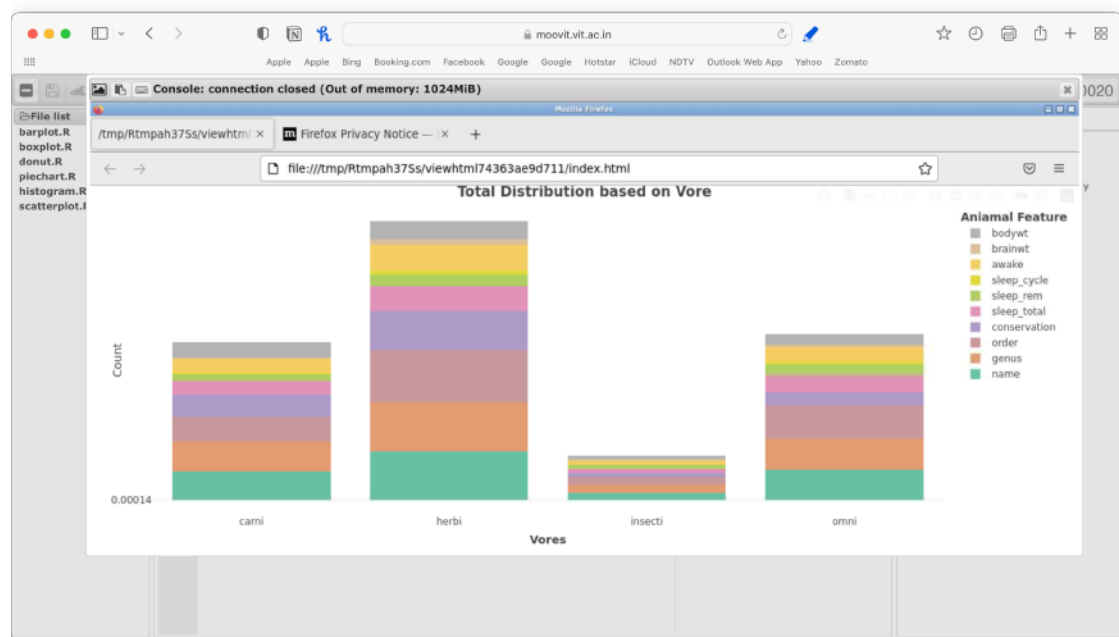 moovit.vit.ac.in
Apple Apple Bing Booking.com Facebook Google Google Hotstar iCloud NDTV Outlook Web App Yahoo Zomato
Console: connection closed (Out of memory: 1024MiB)
0020
File list
barplot.R
boxplot.R
donut.R
piechart.R
histogram.R
scatterplot.
Mozilla Firefox
/tmp/Rtmpah37Ss/viewhtml
Firefox Privacy Notice —
file:///tmp/Rtmpah37Ss/viewhtml74363ae9d711/index.html
y
Total Distribution based on Vore
Aniamal Feature
bodywt
brainwt
awake
sleep_cycle
sleep_rem
sleep_total
conservation
order
genus
name
Count
0.00014
carni herbi insecti omni
Vores